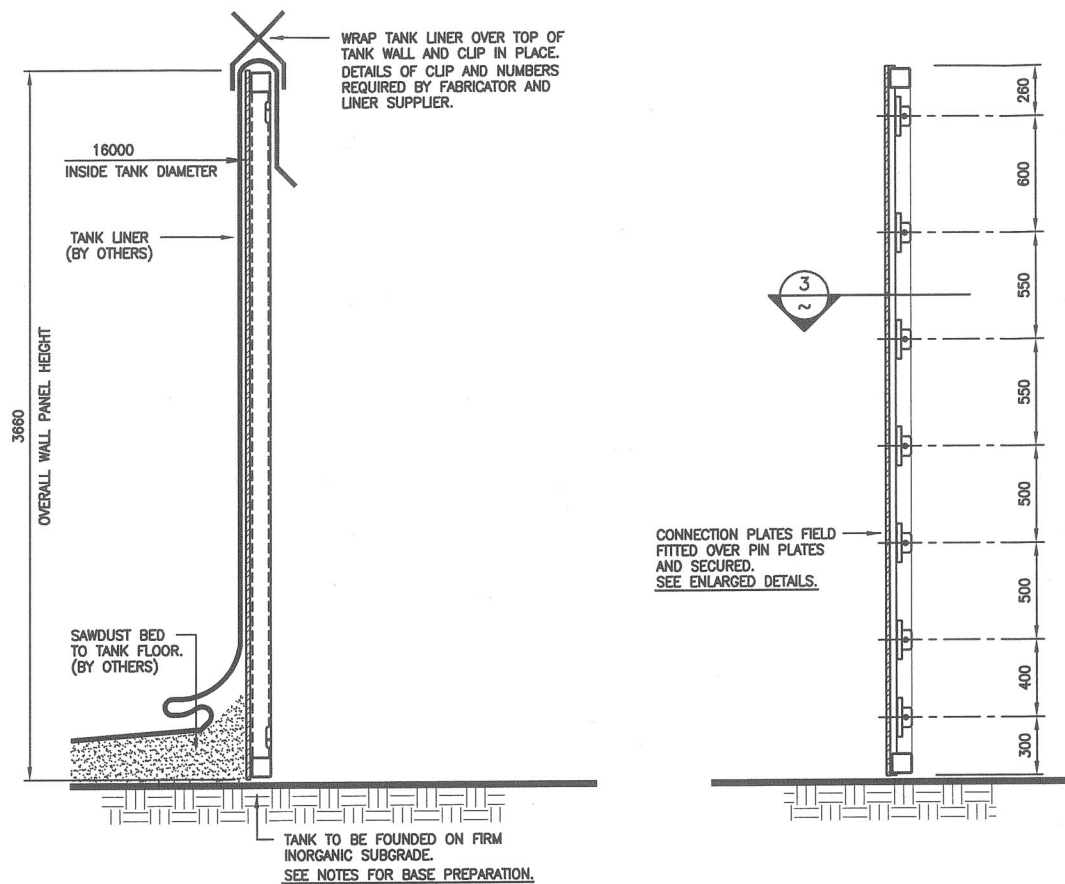 WRAP TANK LINER OVER TOP OF
TANK WALL AND CLIP IN PLACE.
DETAILS OF CLIP AND NUMBERS
REQUIRED BY FABRICATOR AND
LINER SUPPLIER.
16000
INSIDE TANK DIAMETER
TANK LINER
(BY OTHERS)
3660
OVERALL WALL PANEL HEIGHT
SAWDUST BED
TO TANK FLOOR.
(BY OTHERS)
TANK TO BE FOUNDED ON FIRM
INORGANIC SUBGRADE.
SEE NOTES FOR BASE PREPARATION.
3
~
CONNECTION PLATES FIELD
FITTED OVER PIN PLATES
AND SECURED.
SEE ENLARGED DETAILS.
260
600
550
550
500
500
400
300